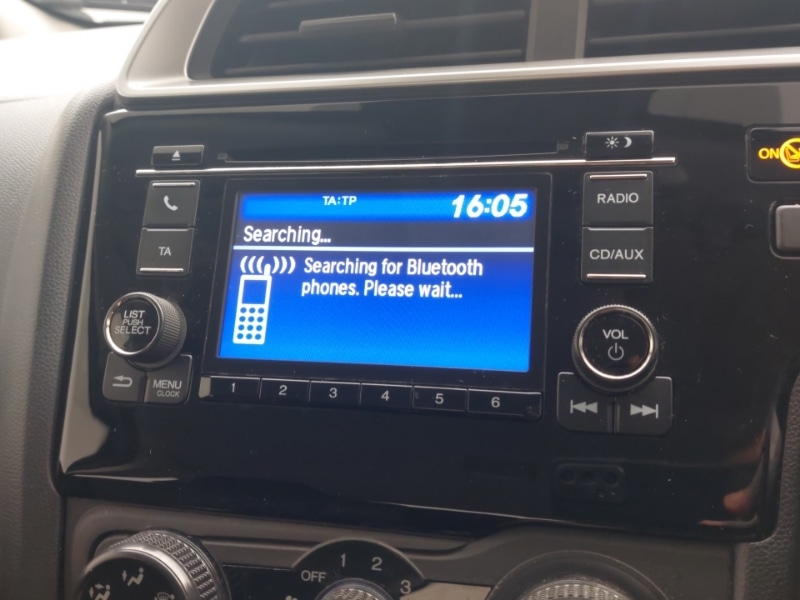 TA:TP 16:05
Searching...
Searching for Bluetooth
phones. Please wait...
TA
LIST
PUSH
SELECT
MENU
CLOCK
RADIO
CD/AUX
VOL
1 2 3 4 5 6
ON
OFF 1 2 3